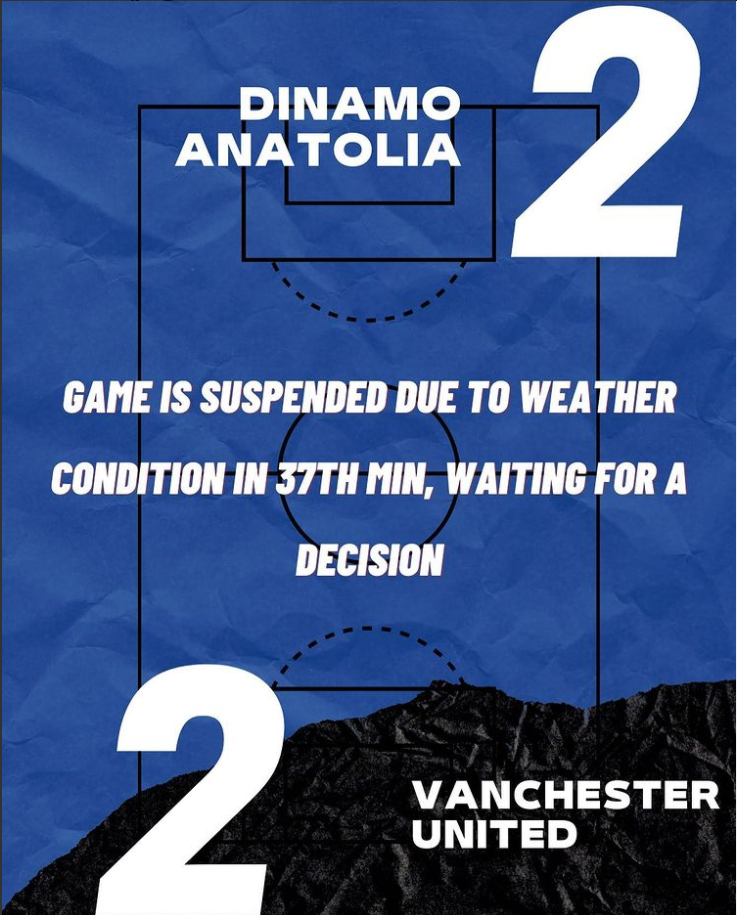 DINAMO
ANATOLIA
2
GAME IS SUSPENDED DUE TO WEATHER
CONDITION IN 37TH MIN, WAITING FOR A
DECISION
2
VANCHESTER
UNITED